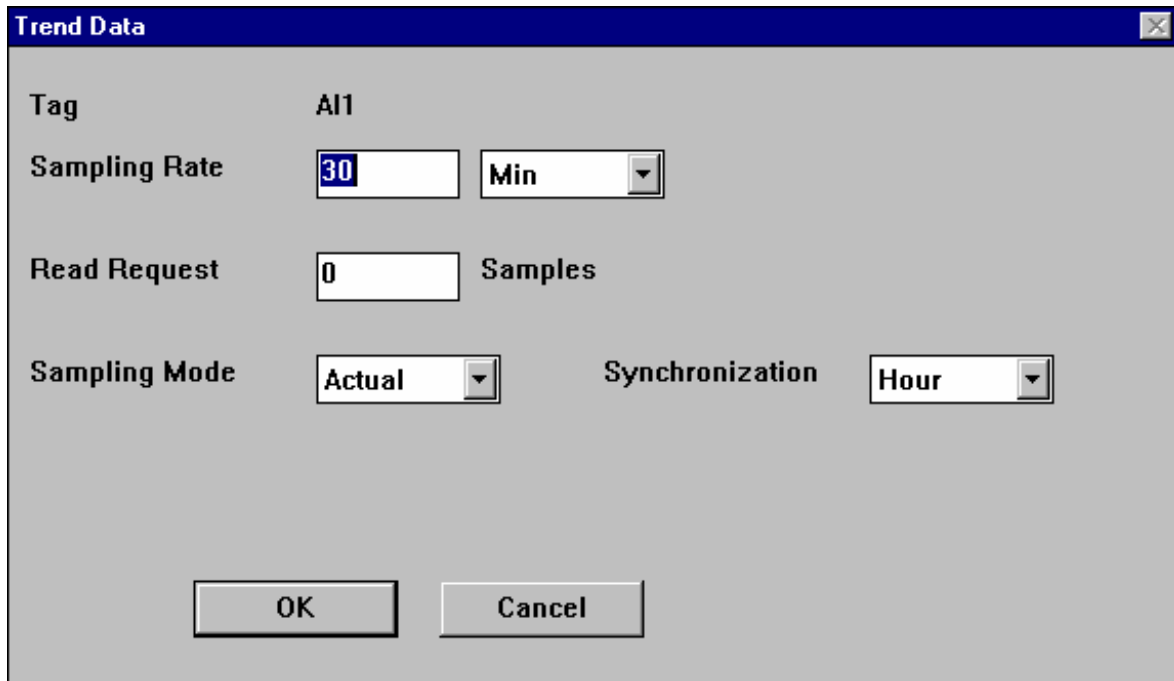 Trend Data
Tag AI1
Sampling Rate 30 Min
Read Request 0 Samples
Sampling Mode Actual Synchronization Hour
OK Cancel